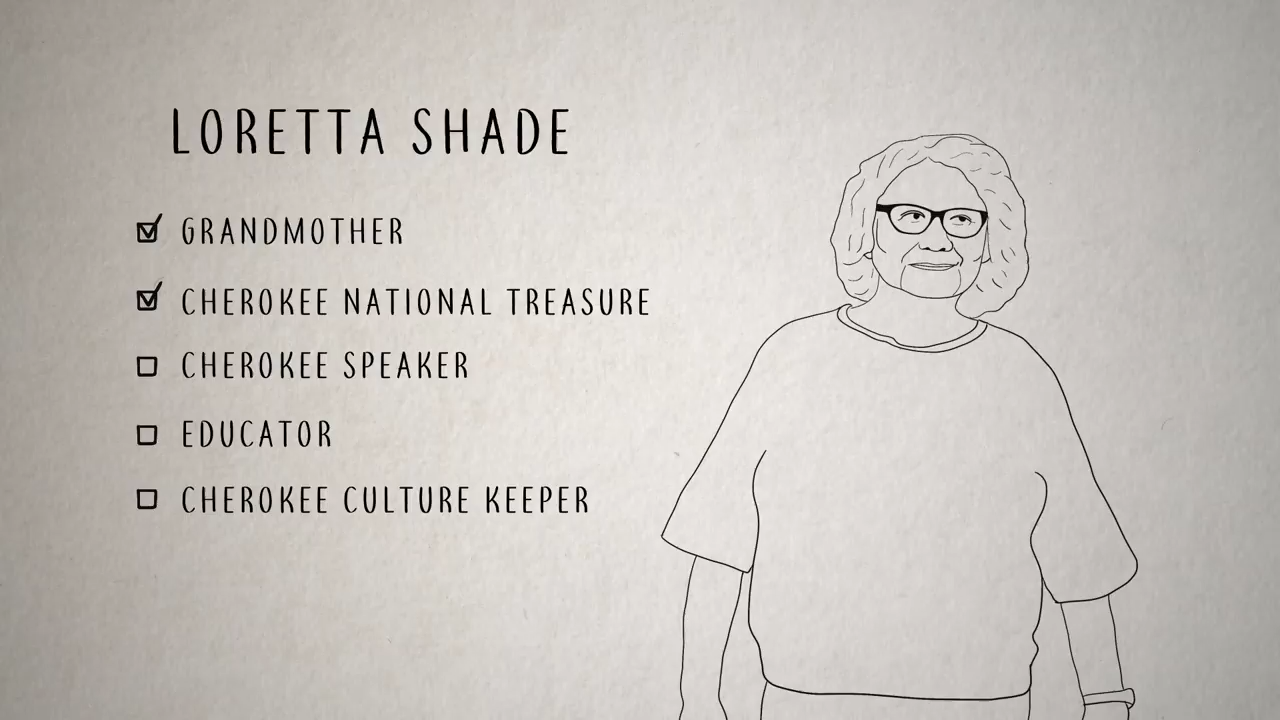 LORETTA SHADE
GRANDMOTHER
CHEROKEE NATIONAL TREASURE
CHEROKEE SPEAKER
EDUCATOR
CHEROKEE CULTURE KEEPER